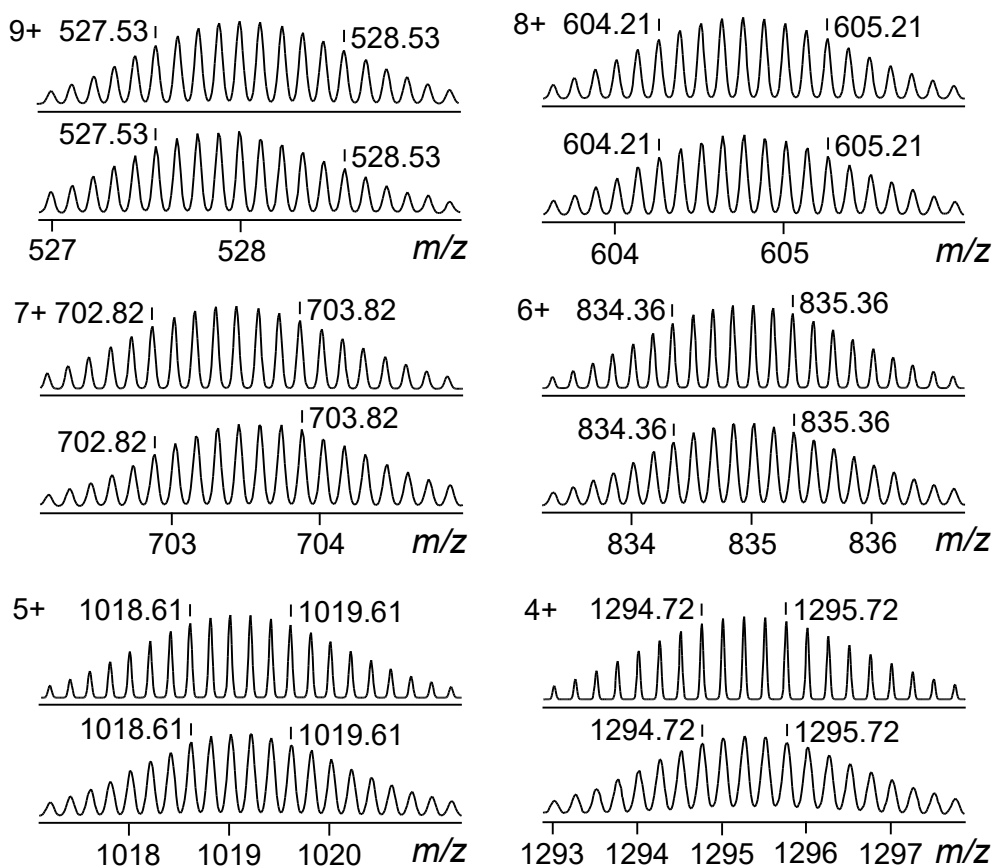 9+ 527.53 528.53
527.53 528.53
527 528 m/z
8+ 604.21 605.21
604.21 605.21
604 605 m/z
7+ 702.82 703.82
702.82 703.82
703 704 m/z
6+ 834.36 835.36
834.36 835.36
834 835 836 m/z
5+ 1018.61 1019.61
1018.61 1019.61
1018 1019 1020 m/z
4+ 1294.72 1295.72
1294.72 1295.72
1293 1294 1295 1296 1297 m/z